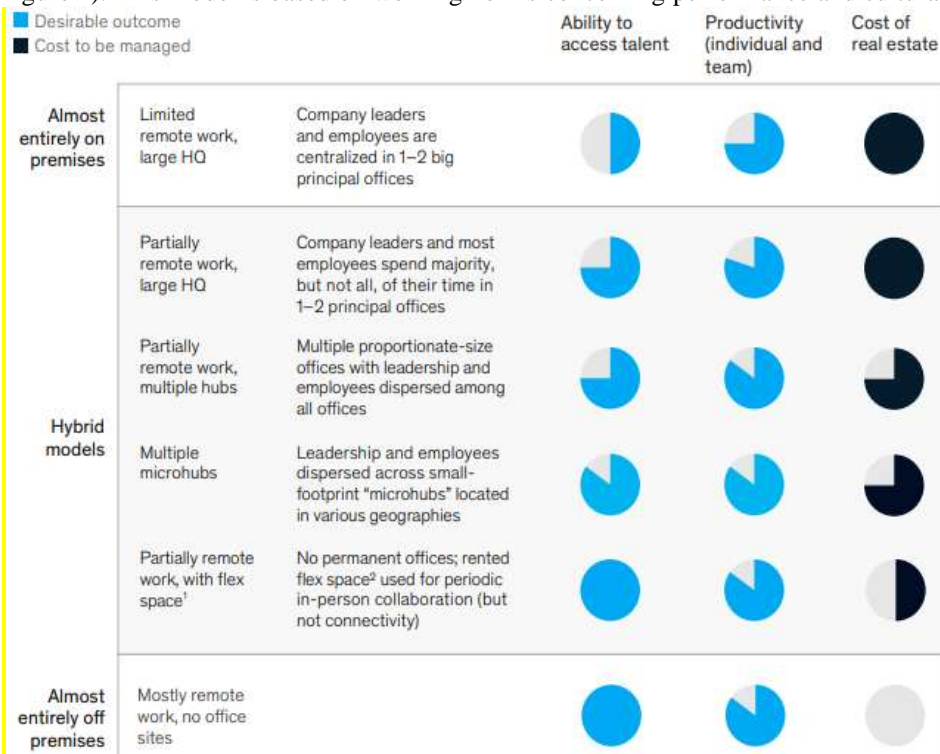 Desirable outcome
Cost to be managed
Ability to
access talent
Productivity
(individual and
team)
Cost of
real estate
Almost
entirely on
premises
Limited
remote work,
large HQ
Company leaders
and employees are
centralized in 1–2 big
principal offices
Hybrid
models
Partially
remote work,
large HQ
Company leaders and most
employees spend majority,
but not all, of their time in
1–2 principal offices
Partially
remote work,
multiple hubs
Multiple proportionate-size
offices with leadership and
employees dispersed among
all offices
Multiple
microhubs
Leadership and employees
dispersed across small-
footprint “microhubs” located
in various geographies
Partially remote
work, with flex
space¹
No permanent offices; rented
flex space² used for periodic
in-person collaboration (but
not connectivity)
Almost
entirely off
premises
Mostly remote
work, no office
sites